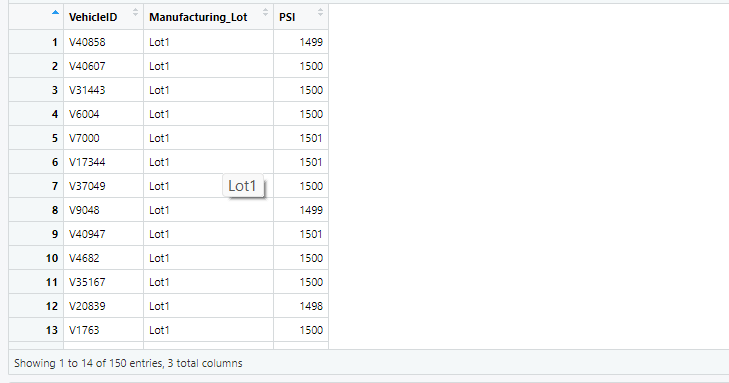 VehicleID Manufacturing_Lot PSI
1 V40858 Lot1 1499
2 V40607 Lot1 1500
3 V31443 Lot1 1500
4 V6004 Lot1 1500
5 V7000 Lot1 1501
6 V17344 Lot1 1501
7 V37049 Lot1 Lot1 1500
8 V9048 Lot1 1499
9 V40947 Lot1 1501
10 V4682 Lot1 1500
11 V35167 Lot1 1500
12 V20839 Lot1 1498
13 V1763 Lot1 1500
Showing 1 to 14 of 150 entries, 3 total columns